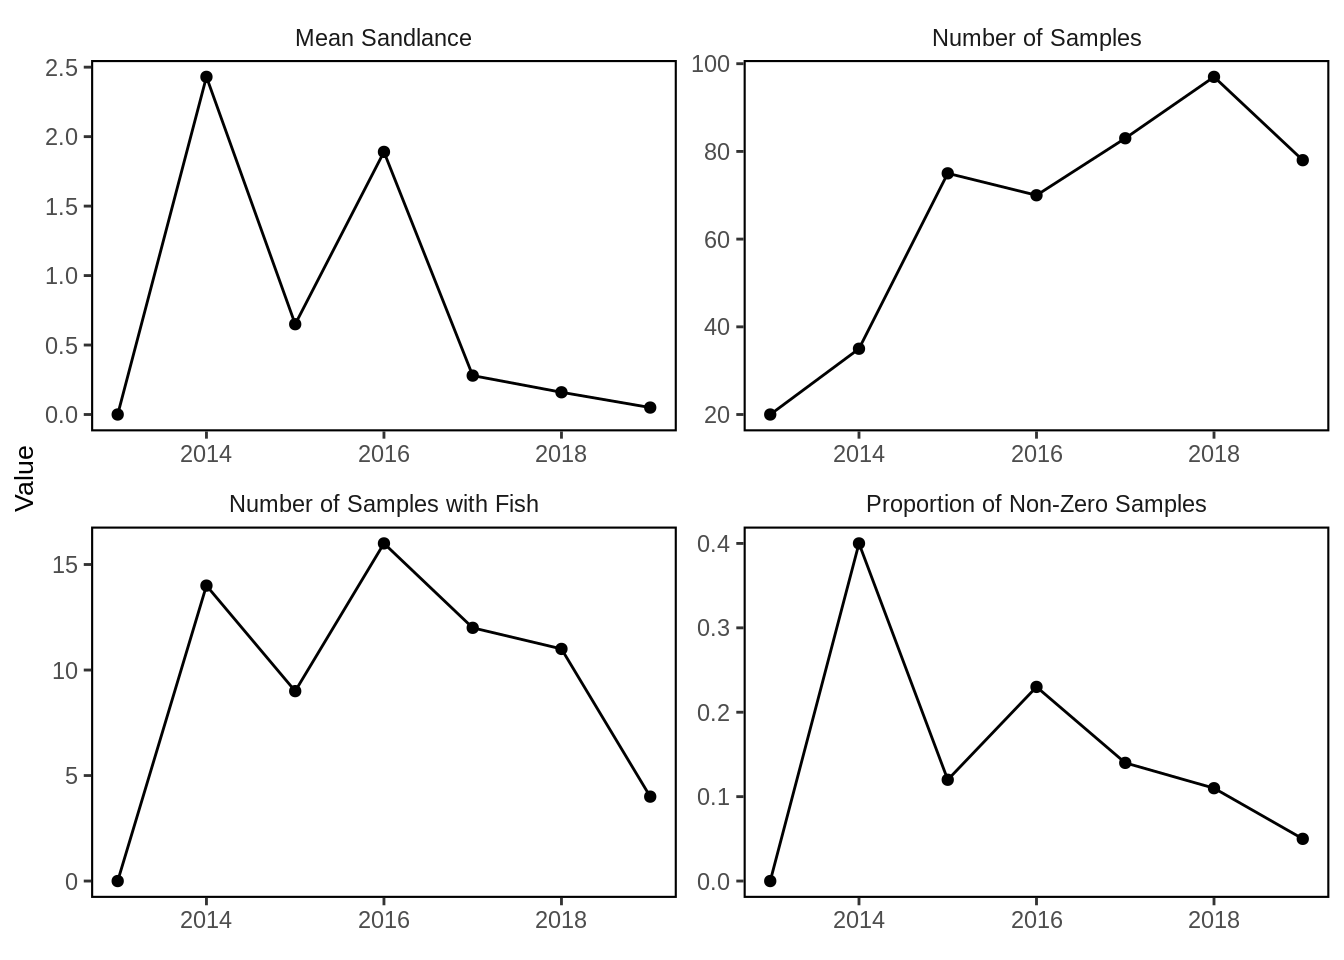 Mean Sandlance
Number of Samples
2.5
2.0
1.5
1.0
0.5
0.0
100
80
60
40
20
2014 2016 2018
2014 2016 2018
Value
Number of Samples with Fish
Proportion of Non-Zero Samples
15
10
5
0
0.4
0.3
0.2
0.1
0.0
2014 2016 2018
2014 2016 2018